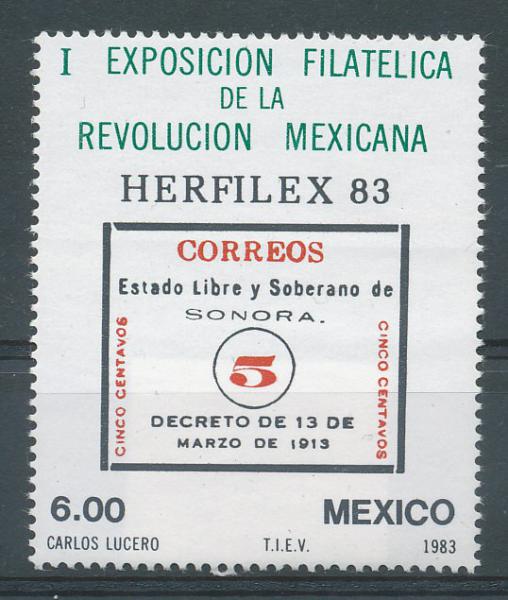 I EXPOSICION FILATELICA
DE LA
REVOLUCION MEXICANA
HERFILEX 83
CORREOS
Estado Libre y Soberano de
SONORA.
CINCO CENTAVOS
5
CINCO CENTAVOS
DECRETO DE 13 DE
MARZO DE 1913
6.00 MEXICO
CARLOS LUCERO T.I.E.V. 1983